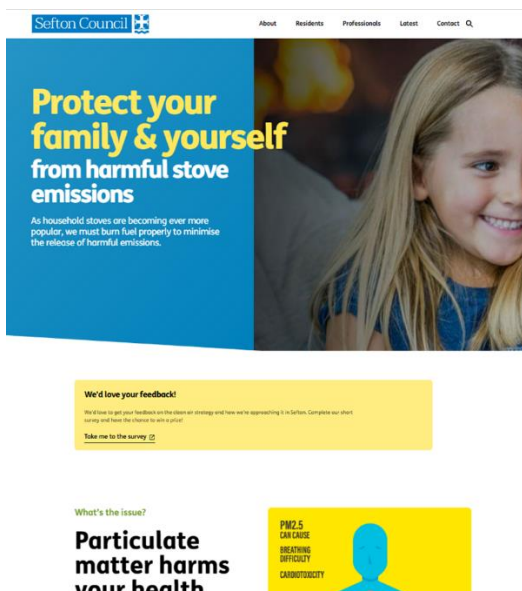 Sefton Council
About Residents Professionals Latest Contact
Protect your
family & yourself
from harmful stove
emissions
As household stoves are becoming ever more
popular, we must burn fuel properly to minimise
the release of harmful emissions.
We'd love your feedback!
We'd love to get your feedback on the clean air strategy and how we're approaching it in Sefton. Complete our short
survey and have the chance to win a prize!
Take me to the survey
What's the issue?
Particulate
matter harms
your health
PM2.5
CAN CAUSE
BREATHING
DIFFICULTY
CARDIOTOXICITY